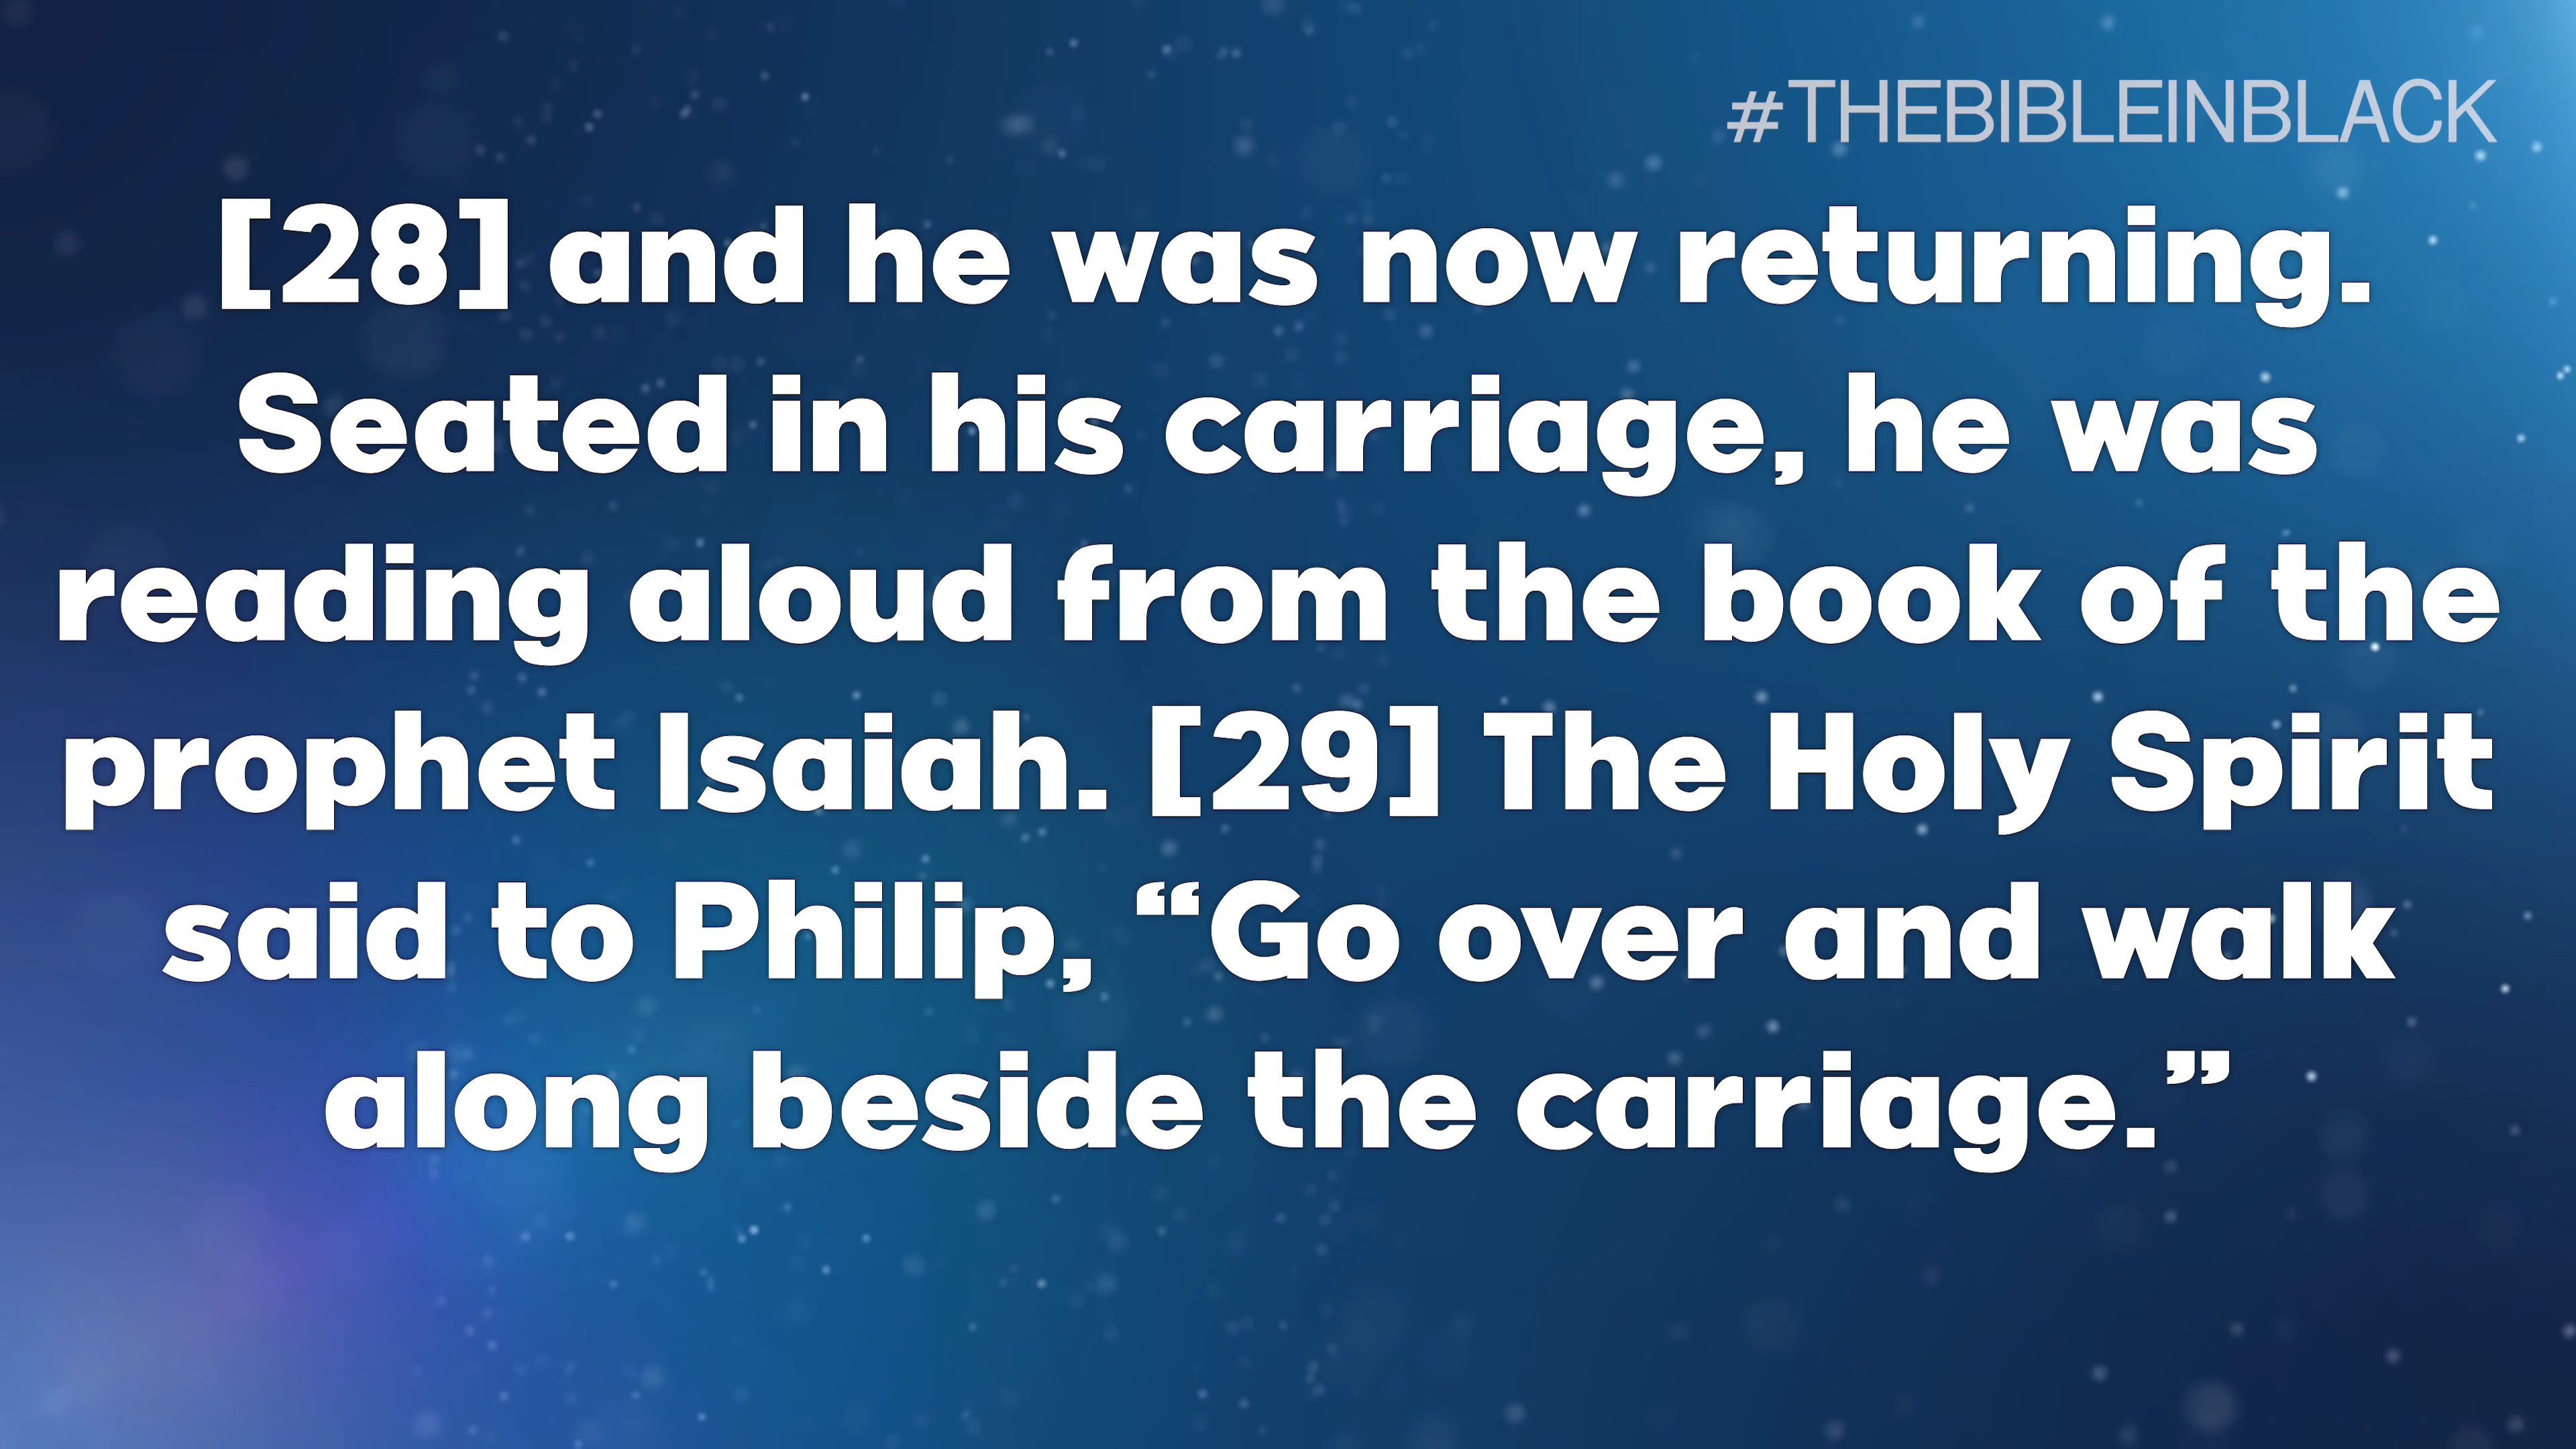 #THEBIBLEINBLACK
[28] and he was now returning.
Seated in his carriage, he was
reading aloud from the book of the
prophet Isaiah. [29] The Holy Spirit
said to Philip, “Go over and walk
along beside the carriage.”